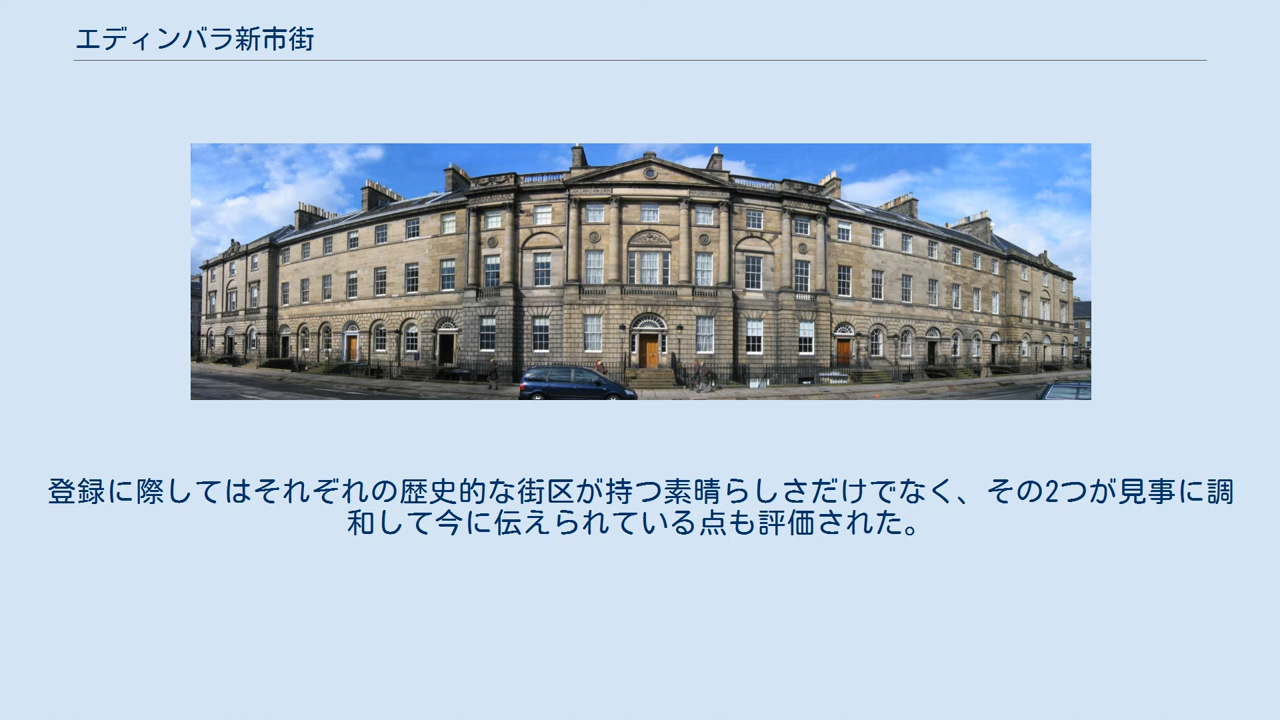 エディンバラ新市街
登録に際してはそれぞれの歴史的な街区が持つ素晴らしさだけでなく、その2つが見事に調
和して今に伝えられている点も評価された。